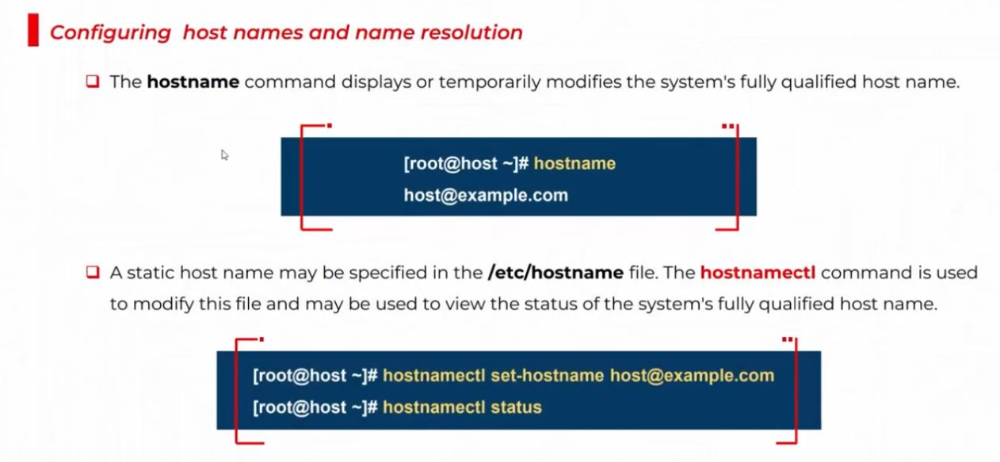 Configuring host names and name resolution
The hostname command displays or temporarily modifies the system's fully qualified host name.
[root@host ~]# hostname
host@example.com
A static host name may be specified in the /etc/hostname file. The hostnamectl command is used
to modify this file and may be used to view the status of the system's fully qualified host name.
[root@host ~]# hostnamectl set-hostname host@example.com
[root@host ~]# hostnamectl status